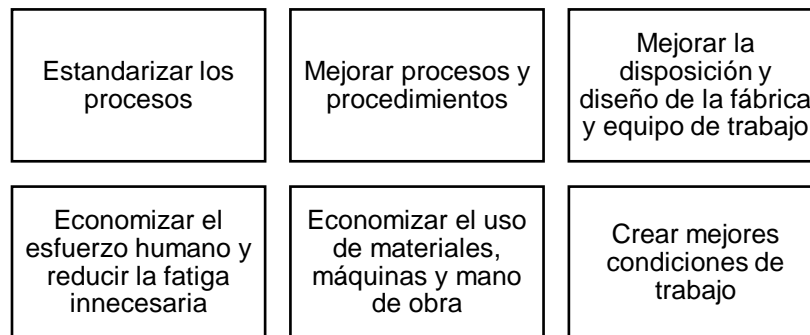 Estandarizar los
procesos
Mejorar procesos y
procedimientos
Mejorar la
disposición y
diseño de la fábrica
y equipo de trabajo
Economizar el
esfuerzo humano y
reducir la fatiga
innecesaria
Economizar el uso
de materiales,
máquinas y mano
de obra
Crear mejores
condiciones de
trabajo